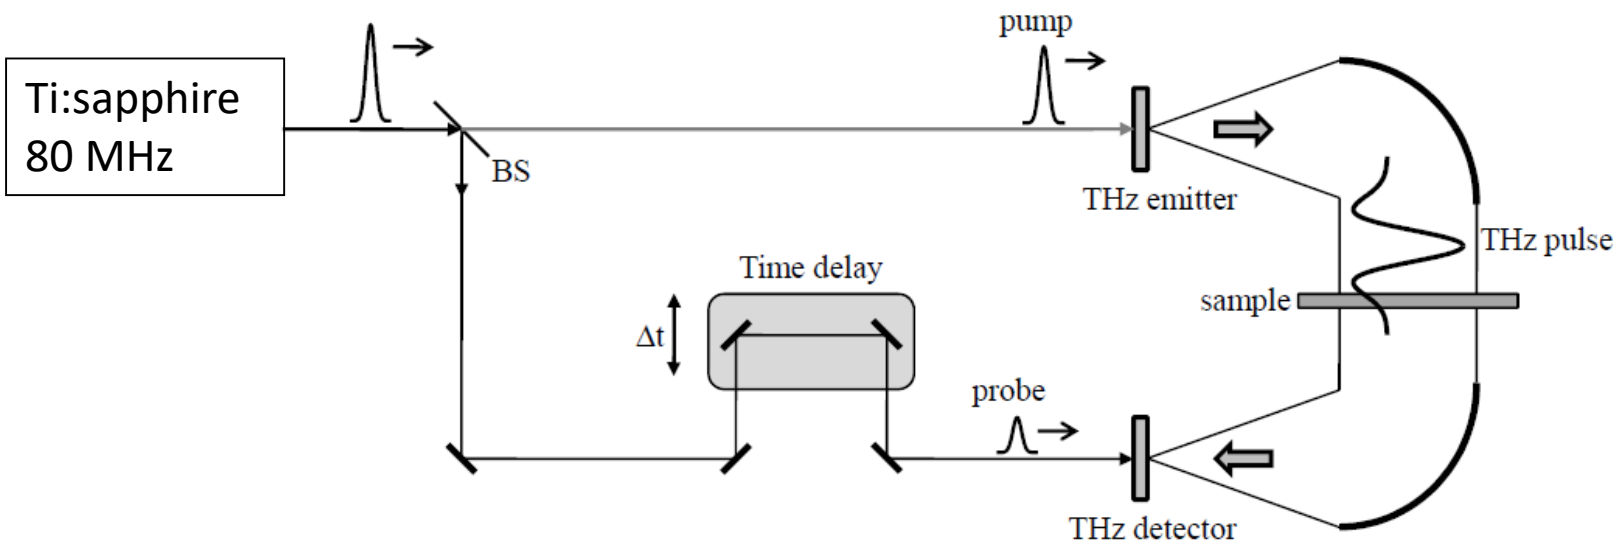 pump
Ti:sapphire
80 MHz
BS
THz emitter
THz pulse
Time delay
sample
Δt
probe
THz detector